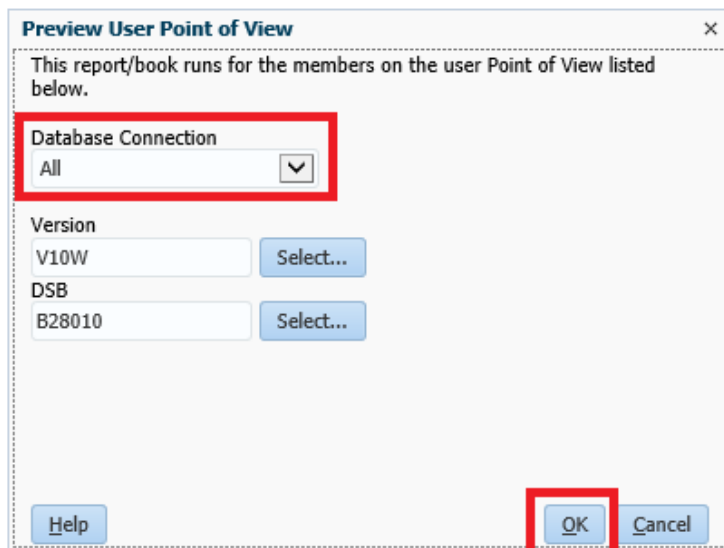 Preview User Point of View
This report/book runs for the members on the user Point of View listed
below.
Database Connection
All
Version
V10W
Select...
DSB
B28010
Select...
Help
OK
Cancel